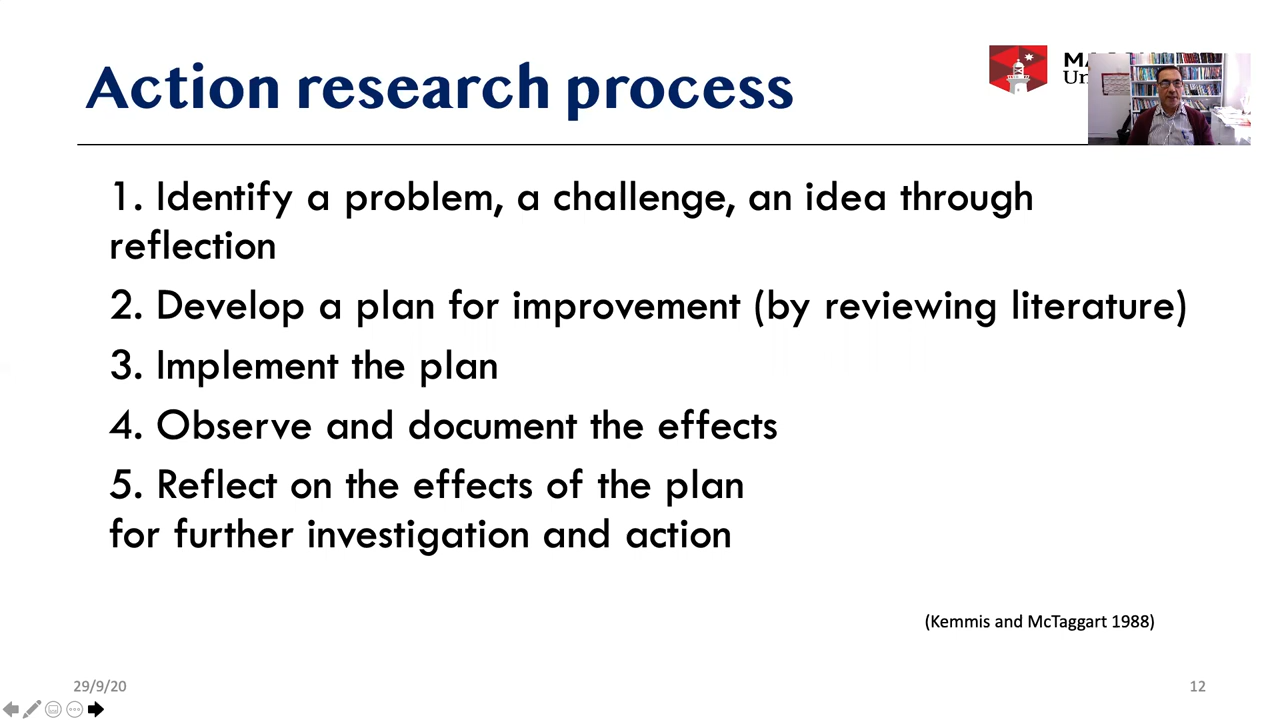 Action research process
1. Identify a problem, a challenge, an idea through
reflection
2. Develop a plan for improvement (by reviewing literature)
3. Implement the plan
4. Observe and document the effects
5. Reflect on the effects of the plan
for further investigation and action
(Kemmis and McTaggart 1988)
29/9/20
12